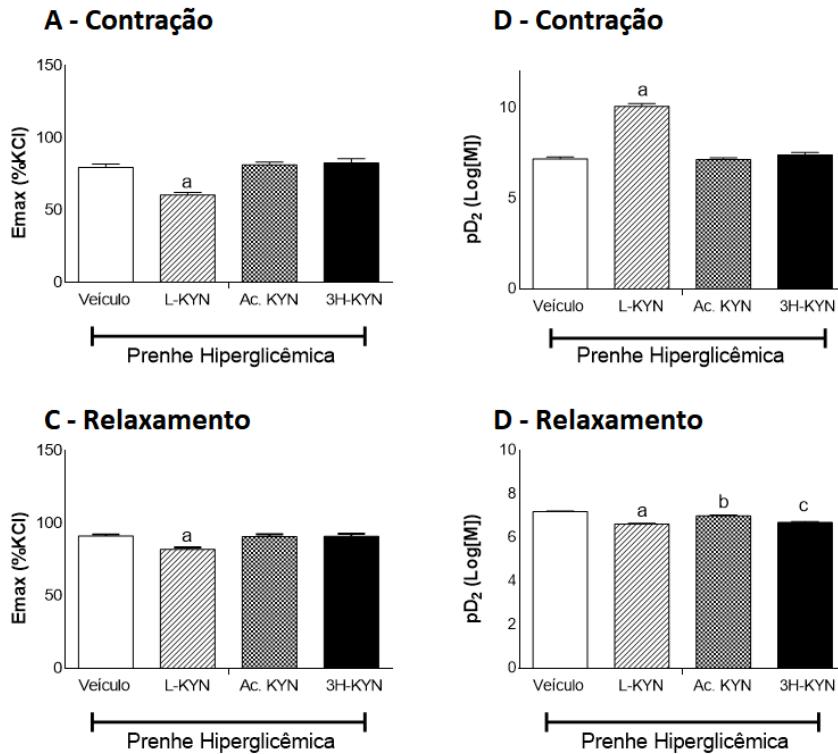 A - Contração
150
100
50
0
Emax (%KCl)
a
Veículo L-KYN Ac. KYN 3H-KYN
Prenhe Hiperglicêmica
D - Contração
10
5
0
pD₂ (Log[M])
a
Veículo L-KYN Ac. KYN 3H-KYN
Prenhe Hiperglicêmica
C - Relaxamento
150
100
50
0
Emax (%KCl)
a
Veículo L-KYN Ac. KYN 3H-KYN
Prenhe Hiperglicêmica
D - Relaxamento
10
8
6
4
2
0
pD₂ (Log[M])
a b c
Veículo L-KYN Ac. KYN 3H-KYN
Prenhe Hiperglicêmica